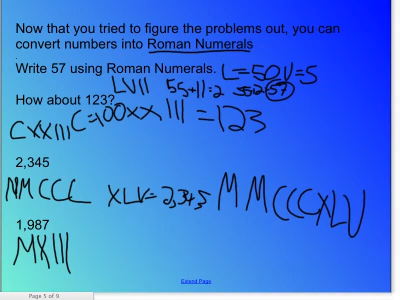 Now that you tried to figure the problems out, you can
convert numbers into Roman Numerals
.
Write 57 using Roman Numerals. L=50 V=5
LVII 55+11=2 57
How about 123?
CXXIII C=100 XX III = 123
2,345
MMCCC XLV=2,345 MMCCCXLV
1,987
MXIII
Extend Page
Page 5 of 9